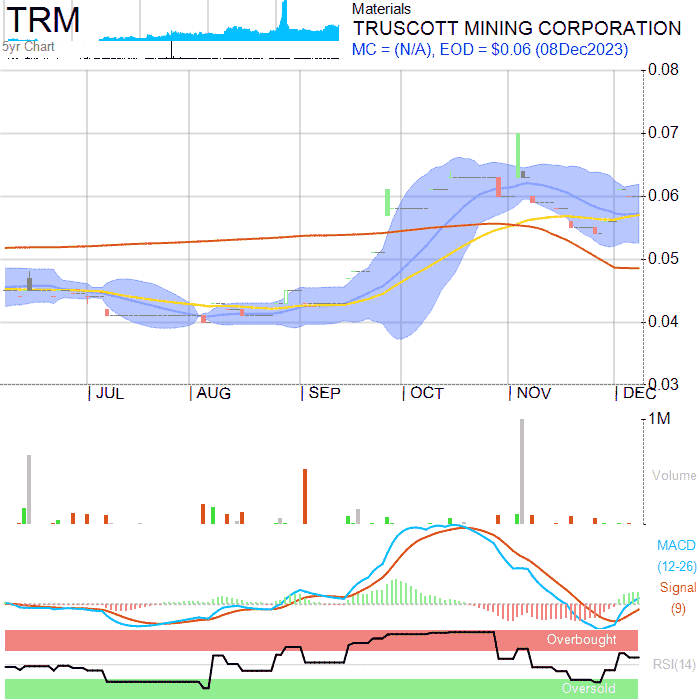 TRM
5yr Chart
Materials
TRUSCOTT MINING CORPORATION
MC = (N/A), EOD = $0.06 (08Dec2023)
0.08
0.07
0.06
0.05
0.04
0.03
JUL AUG SEP OCT NOV DEC
1M
Volume
MACD
(12-26)
Signal
(9)
Overbought
RSI(14)
Oversold